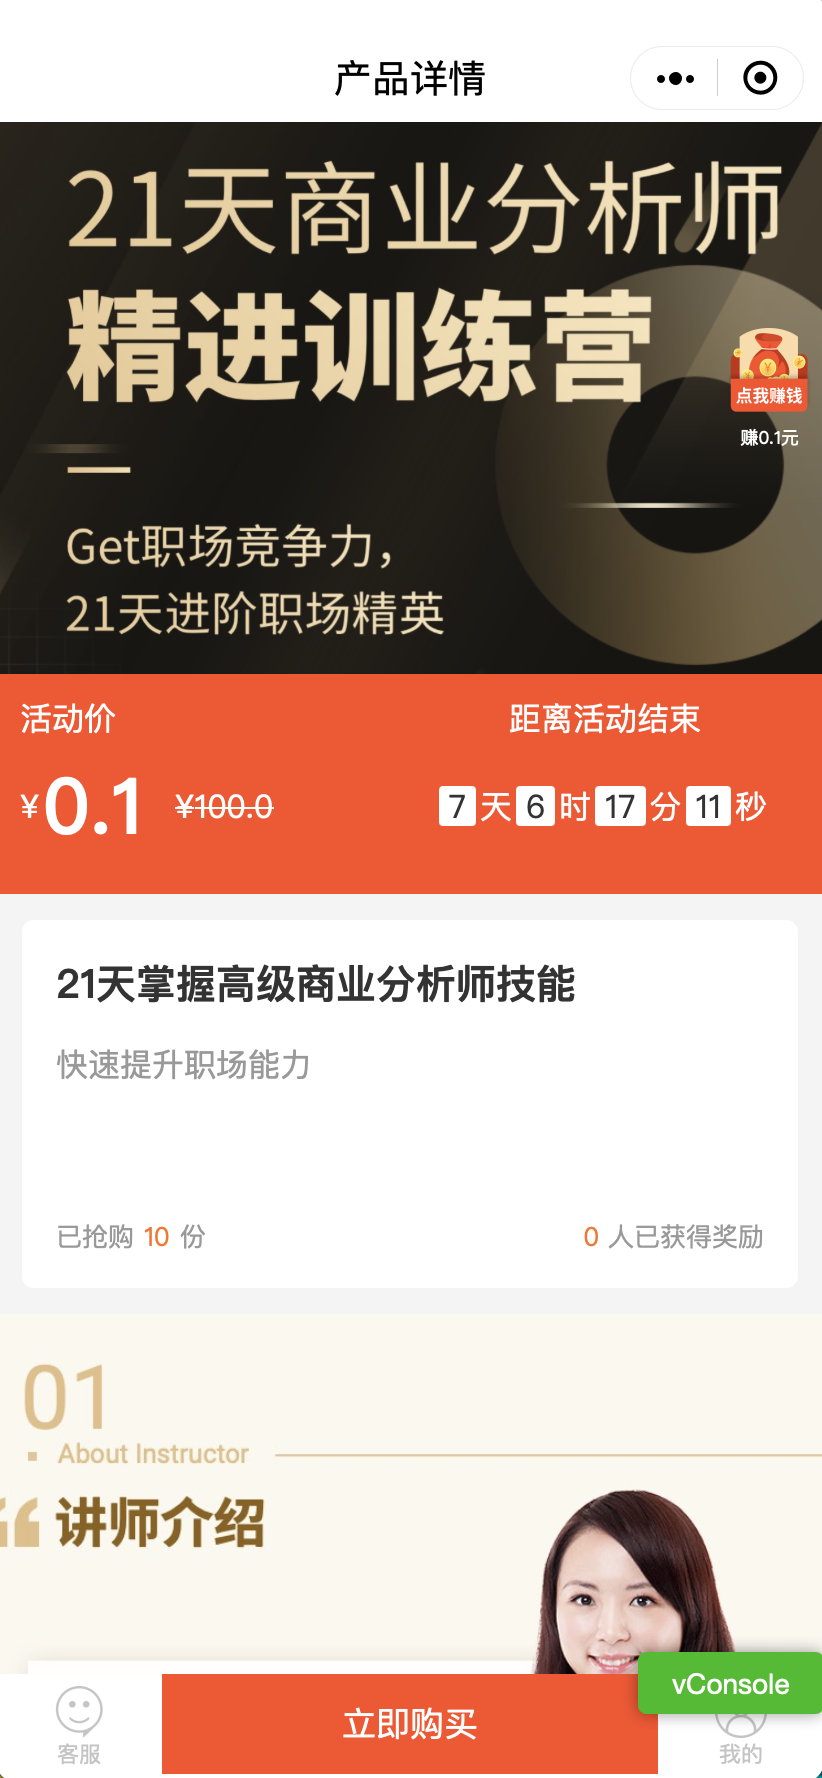 产品详情
21天商业分析师
精进训练营
点我赚钱
赚0.1元
Get职场竞争力，
21天进阶职场精英
活动价
距离活动结束
¥0.1 ¥100.0
7天6时17分11秒
21天掌握高级商业分析师技能
快速提升职场能力
已抢购 10 份
0 人已获得奖励
01
About Instructor
讲师介绍
vConsole
客服
立即购买
我的